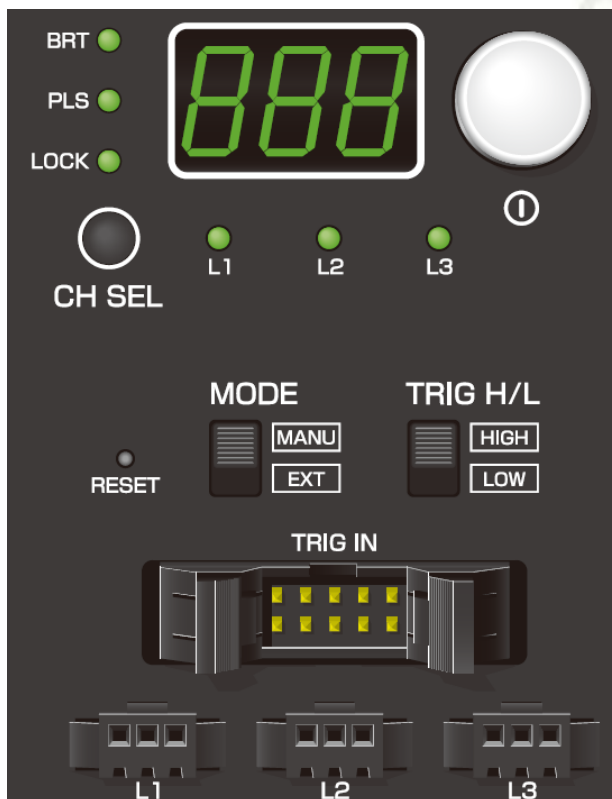 BRT
888
PLS
LOCK
CH SEL
L1 L2 L3
MODE TRIG H/L
MANU HIGH
EXT LOW
RESET
TRIG IN
L1 L2 L3